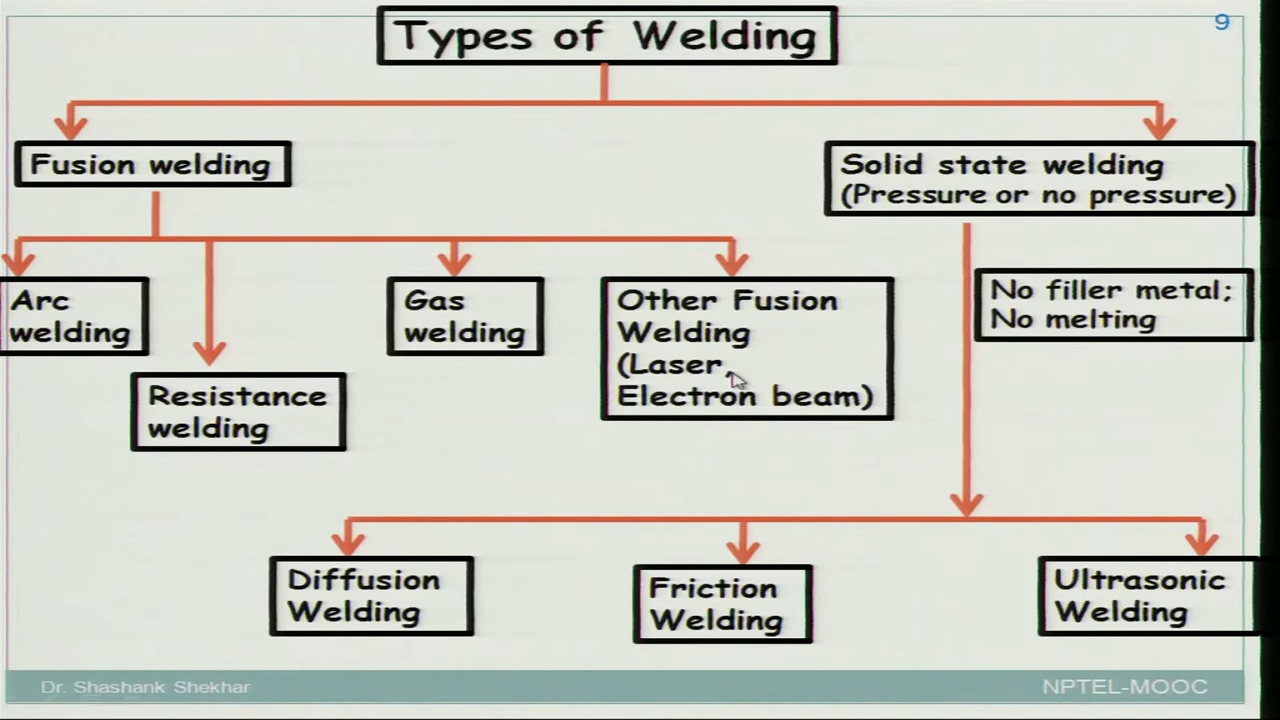 9
Types of Welding
Fusion welding
Solid state welding
(Pressure or no pressure)
Arc
welding
Gas
welding
Other Fusion
Welding
(Laser,
Electron beam)
No filler metal;
No melting
Resistance
welding
Diffusion
Welding
Friction
Welding
Ultrasonic
Welding
Dr. Shashank Shekhar
NPTEL-MOOC